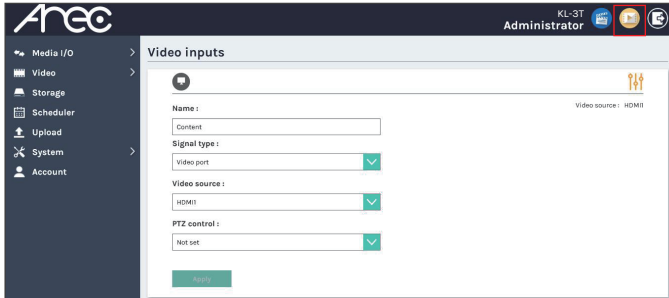 Arec
KL-3T
Administrator
Media I/O
Video
Storage
Scheduler
Upload
System
Account
Video inputs
Video source : HDMI1
Name :
Content
Signal type :
Video port
Video source :
HDMI1
PTZ control :
Not set
Apply